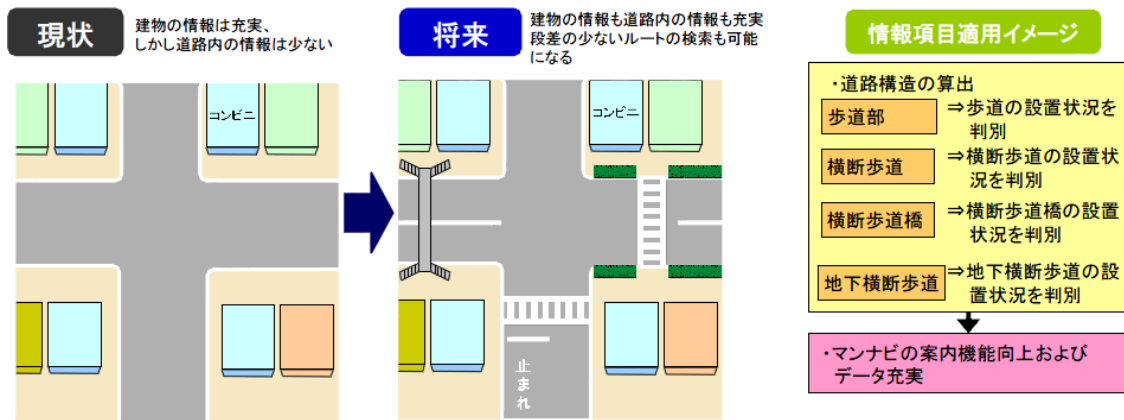 現状
建物の情報は充実、
しかし道路内の情報は少ない
コンビニ
将来
建物の情報も道路内の情報も充実
段差の少ないルートの検索も可能
になる
コンビニ
止まれ
情報項目適用イメージ
・道路構造の算出
歩道部
⇒歩道の設置状況を
判別
横断歩道
⇒横断歩道の設置状
況を判別
横断歩道橋
⇒横断歩道橋の設置
状況を判別
地下横断歩道
⇒地下横断歩道の設
置状況を判別
・マンナビの案内機能向上および
データ充実